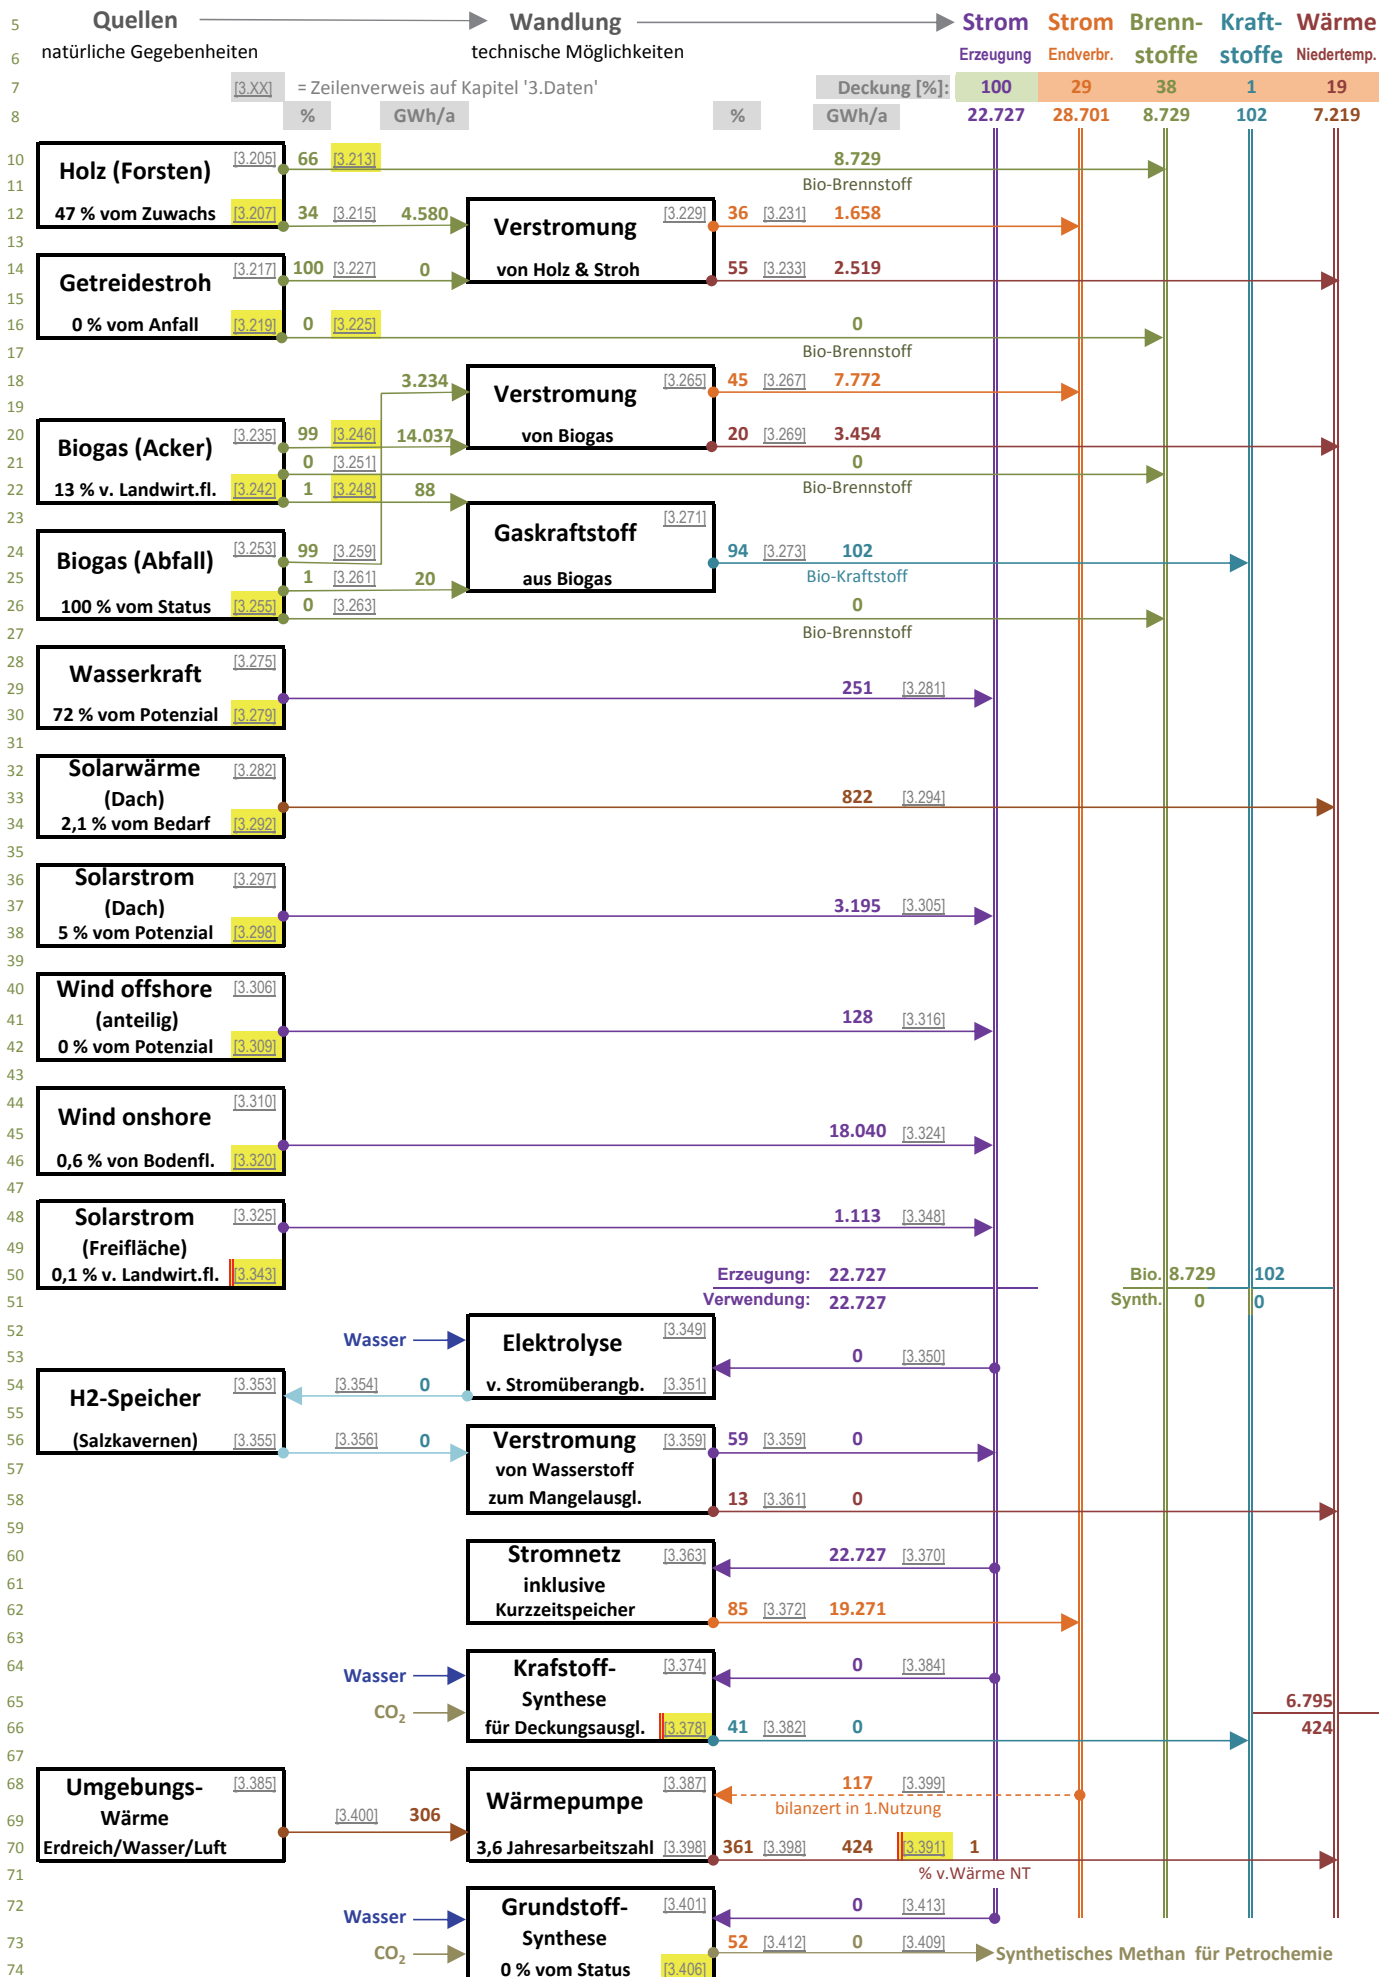 5 Quellen Wandlung Strom Strom Brenn- Kraft- Wärme
6 natürliche Gegebenheiten technische Möglichkeiten Erzeugung Endverbr. stoffe stoffe Niedertemp.
7 [3.XX] = Zeilenverweis auf Kapitel '3.Daten' Deckung [%]: 100 29 38 1 19
8 % GWh/a % GWh/a 22.727 28.701 8.729 102 7.219
10 Holz (Forsten) [3.205] 66 [3.213] 8.729
11 Bio-Brennstoff
12 47 % vom Zuwachs [3.207] 34 [3.215] 4.580 Verstromung [3.229] 36 [3.231] 1.658
13
14 Getreidestroh [3.217] 100 [3.227] 0 von Holz & Stroh 55 [3.233] 2.519
15
16 0 % vom Anfall [3.219] 0 [3.225] 0
17 Bio-Brennstoff
18 3.234 Verstromung [3.265] 45 [3.267] 7.772
19
20 Biogas (Acker) [3.235] 99 [3.246] 14.037 von Biogas 20 [3.269] 3.454
21 0 [3.251] 0
22 13 % v. Landwirt.fl. [3.242] 1 [3.248] 88 Bio-Brennstoff
23 Gaskraftstoff [3.271]
24 Biogas (Abfall) [3.253] 99 [3.259] 94 [3.273] 102
25 1 [3.261] 20 aus Biogas Bio-Kraftstoff
26 100 % vom Status [3.255] 0 [3.263] 0
27 Bio-Brennstoff
28 Wasserkraft [3.275]
29 251 [3.281]
30 72 % vom Potenzial [3.279]
31
32 Solarwärme [3.282]
33 (Dach) 822 [3.294]
34 2,1 % vom Bedarf [3.292]
35
36 Solarstrom [3.297]
37 (Dach) 3.195 [3.305]
38 5 % vom Potenzial [3.298]
39
40 Wind offshore [3.306]
41 (anteilig) 128 [3.316]
42 0 % vom Potenzial [3.309]
43
44 Wind onshore [3.310]
45 18.040 [3.324]
46 0,6 % von Bodenfl. [3.320]
47
48 Solarstrom [3.325] 1.113 [3.348]
49 (Freifläche)
50 0,1 % v. Landwirt.fl. [3.343] Erzeugung: 22.727 Bio. 8.729 102
51 Verwendung: 22.727 Synth. 0 0
52 Wasser Elektrolyse [3.349]
53 0 [3.350]
54 H2-Speicher [3.353] [3.354] 0 v. Stromüberangb. [3.351]
55
56 (Salzkavernen) [3.355] [3.356] 0 Verstromung [3.359] 59 [3.359] 0
57 von Wasserstoff
58 zum Mangelausgl. 13 [3.361] 0
59
60 Stromnetz [3.363] 22.727 [3.370]
61 inklusive
62 Kurzzeitspeicher 85 [3.372] 19.271
63
64 Wasser Krafstoff- [3.374] 0 [3.384]
65 CO2 Synthese 6.795
66 für Deckungsausgl. [3.378] 41 [3.382] 0 424
67
68 Umgebungs- [3.385] Wärmepumpe [3.387] 117 [3.399]
69 Wärme [3.400] 306 bilanzert in 1.Nutzung
70 Erdreich/Wasser/Luft 3,6 Jahresarbeitszahl [3.398] 361 [3.398] 424 [3.391] 1
71 % v.Wärme NT
72 Wasser Grundstoff- [3.401] 0 [3.413]
73 CO2 Synthese 52 [3.412] 0 [3.409] Synthetisches Methan für Petrochemie
74 0 % vom Status [3.406]